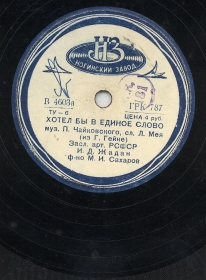 НЗ
НОГИНСКИЙ ЗАВОД
В 4603а
ГРК 787
ТУ-6
ЦЕНА 4 руб.
ХОТЕЛ БЫ В ЕДИНОЕ СЛОВО
муз. П. Чайковского, сл. Л. Мея
(из Г. Гейне)
Засл. арт. РСФСР
И. Д. Жадан
ф-но М. И. Сахаров